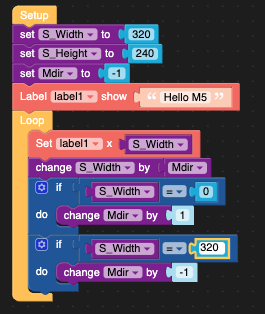 Setup
set S_Width to 320
set S_Height to 240
set Mdir to -1
Label label1 show “ Hello M5 ”
Loop
Set label1 x S_Width
change S_Width by Mdir
if S_Width = 0
do change Mdir by 1
if S_Width = 320
do change Mdir by -1